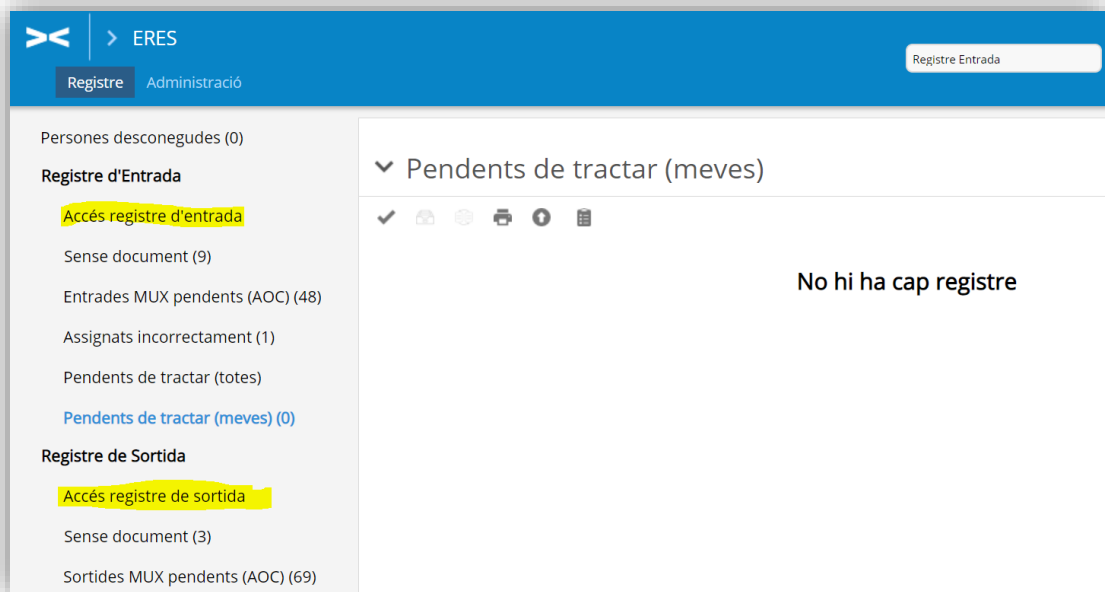 ERES
Registre Entrada
Registre Administració
Persones desconegudes (0)
Registre d'Entrada
Accés registre d'entrada
Sense document (9)
Entrades MUX pendents (AOC) (48)
Assignats incorrectament (1)
Pendents de tractar (totes)
Pendents de tractar (meves) (0)
Registre de Sortida
Accés registre de sortida
Sense document (3)
Sortides MUX pendents (AOC) (69)
Pendents de tractar (meves)
No hi ha cap registre